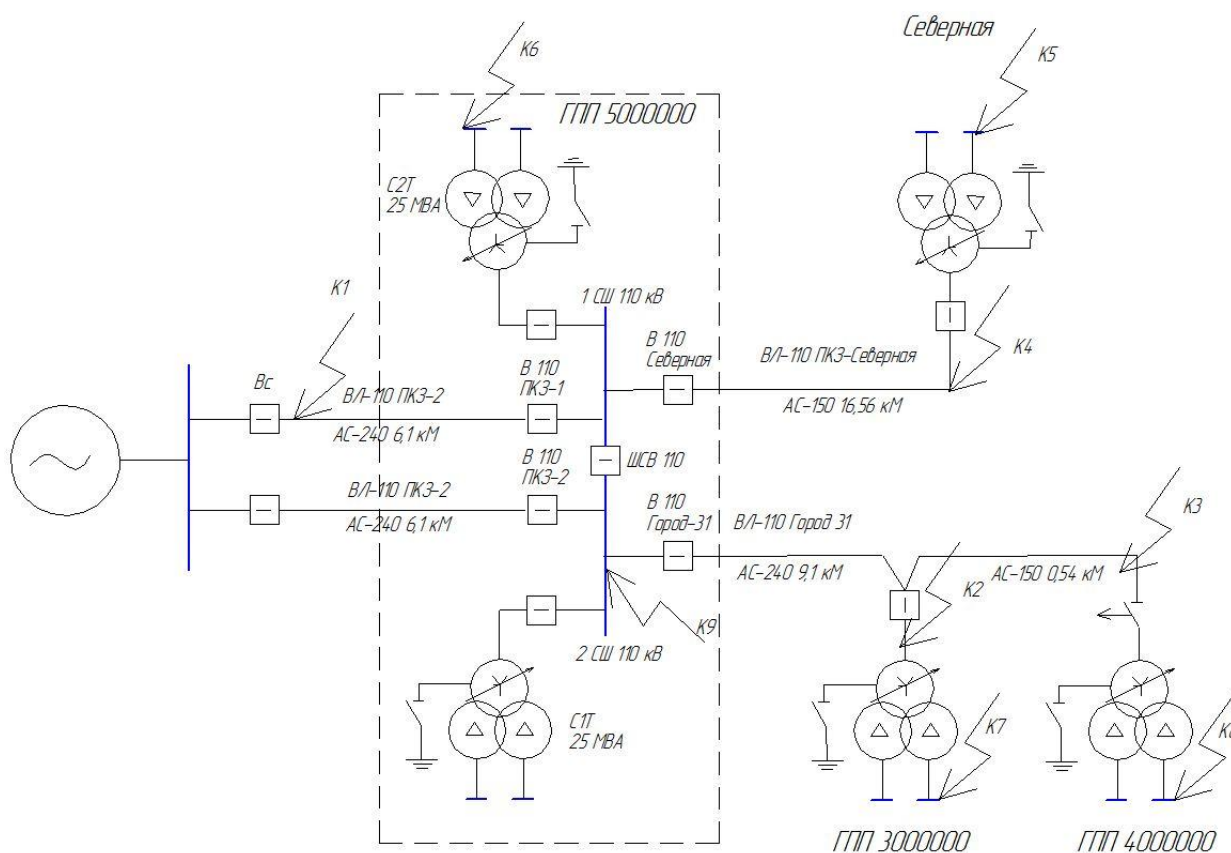 Северная
К6
К5
ГПП 5000000
С2Т
25 МВА
К1
1 СШ 110 кВ
В 110
Северная
ВЛ-110 ПКЗ-Северная
К4
Вс
ВЛ-110 ПКЗ-2
В 110
ПКЗ-1
АС-150 16,56 кМ
АС-240 6,1 кМ
В 110
ПКЗ-2
ШСВ 110
ВЛ-110 ПКЗ-2
В 110
Город-31
ВЛ-110 Город 31
К3
АС-240 6,1 кМ
АС-240 9,1 кМ
АС-150 0,54 кМ
К2
К9
2 СШ 110 кВ
С1Т
25 МВА
К7
ГПП 3000000
ГПП 4000000